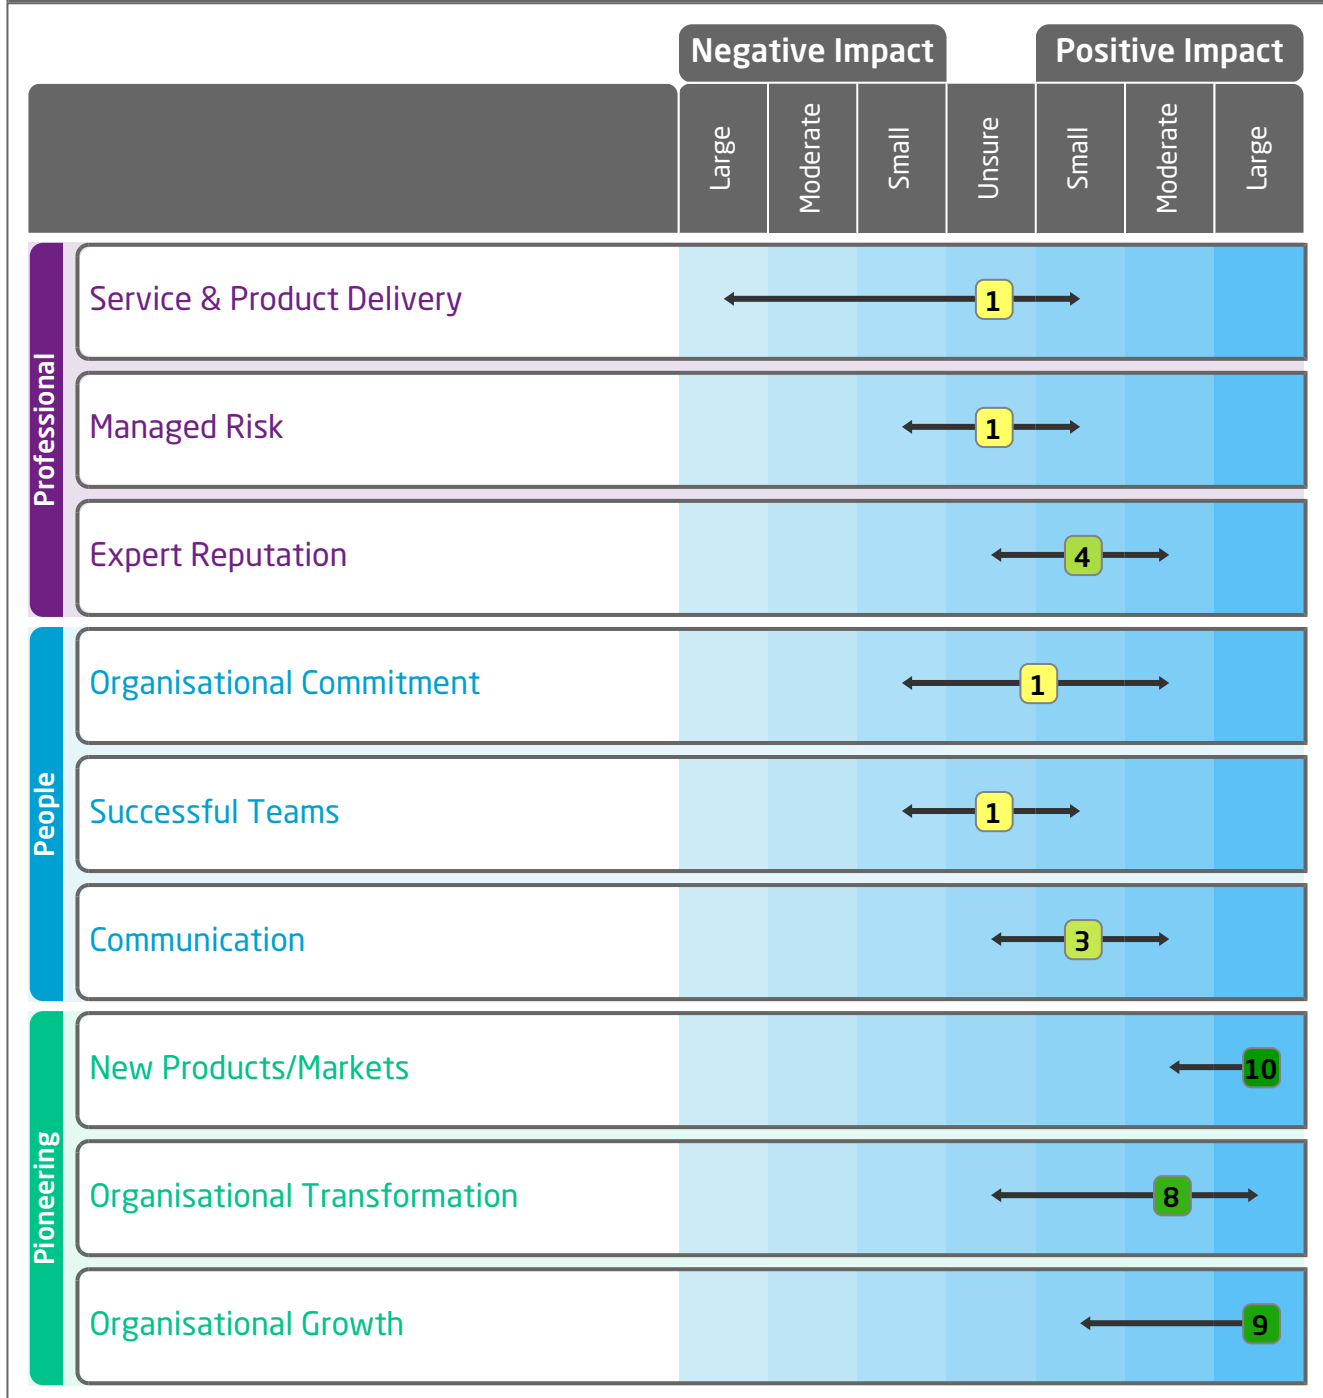 Negative Impact
Positive Impact
Large
Moderate
Small
Unsure
Small
Moderate
Large
Professional
Service & Product Delivery
1
Managed Risk
1
Expert Reputation
4
People
Organisational Commitment
1
Successful Teams
1
Communication
3
Pioneering
New Products/Markets
10
Organisational Transformation
8
Organisational Growth
9